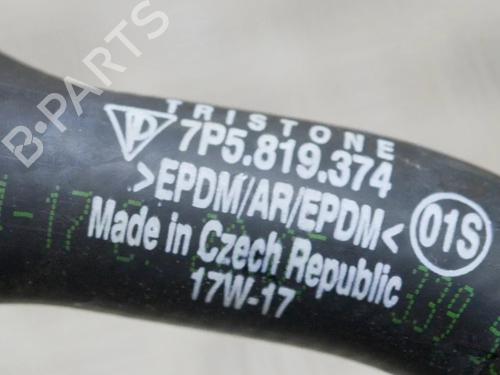 B-PARTS
TRISTONE
7P5.819.374
>EPDM/AR/EPDM<
01S
Made in Czech Republic
17W-17